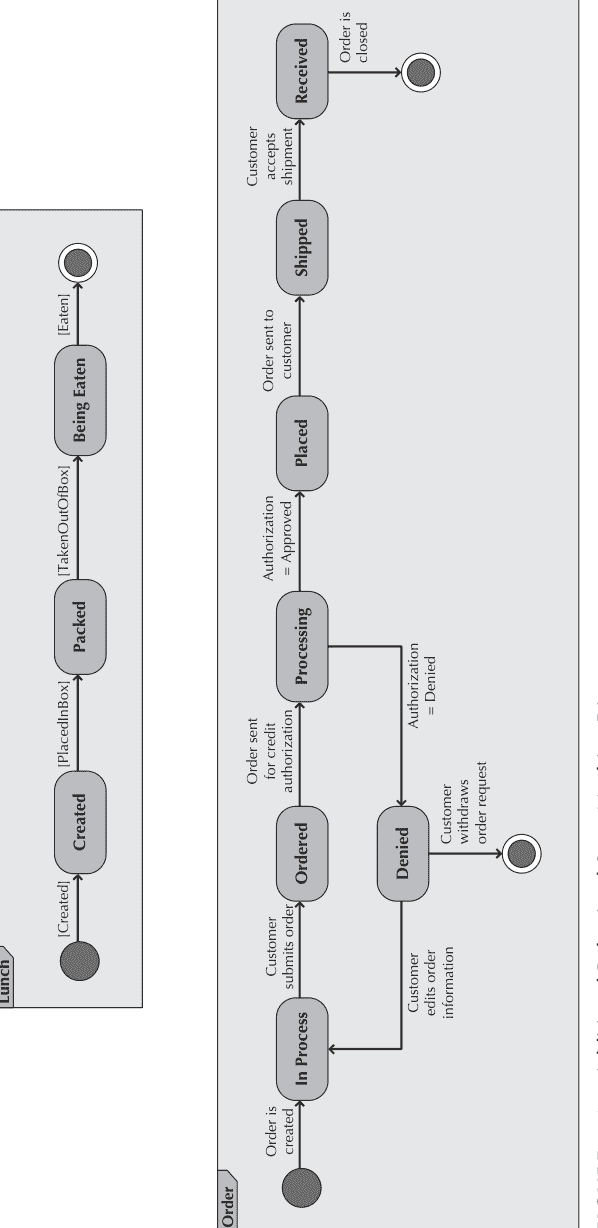 Lunch
[Created]
Created
[PlacedInBox]
Packed
[TakenOutOfBox]
Being Eaten
[Eaten]
Order
Order is
created
In Process
Customer
submits order
Ordered
Order sent
for credit
authorization
Processing
Authorization
= Approved
Placed
Order sent to
customer
Shipped
Customer
accepts
shipment
Received
Order is
closed
Authorization
= Denied
Denied
Customer
withdraws
order request
Customer
edits order
information